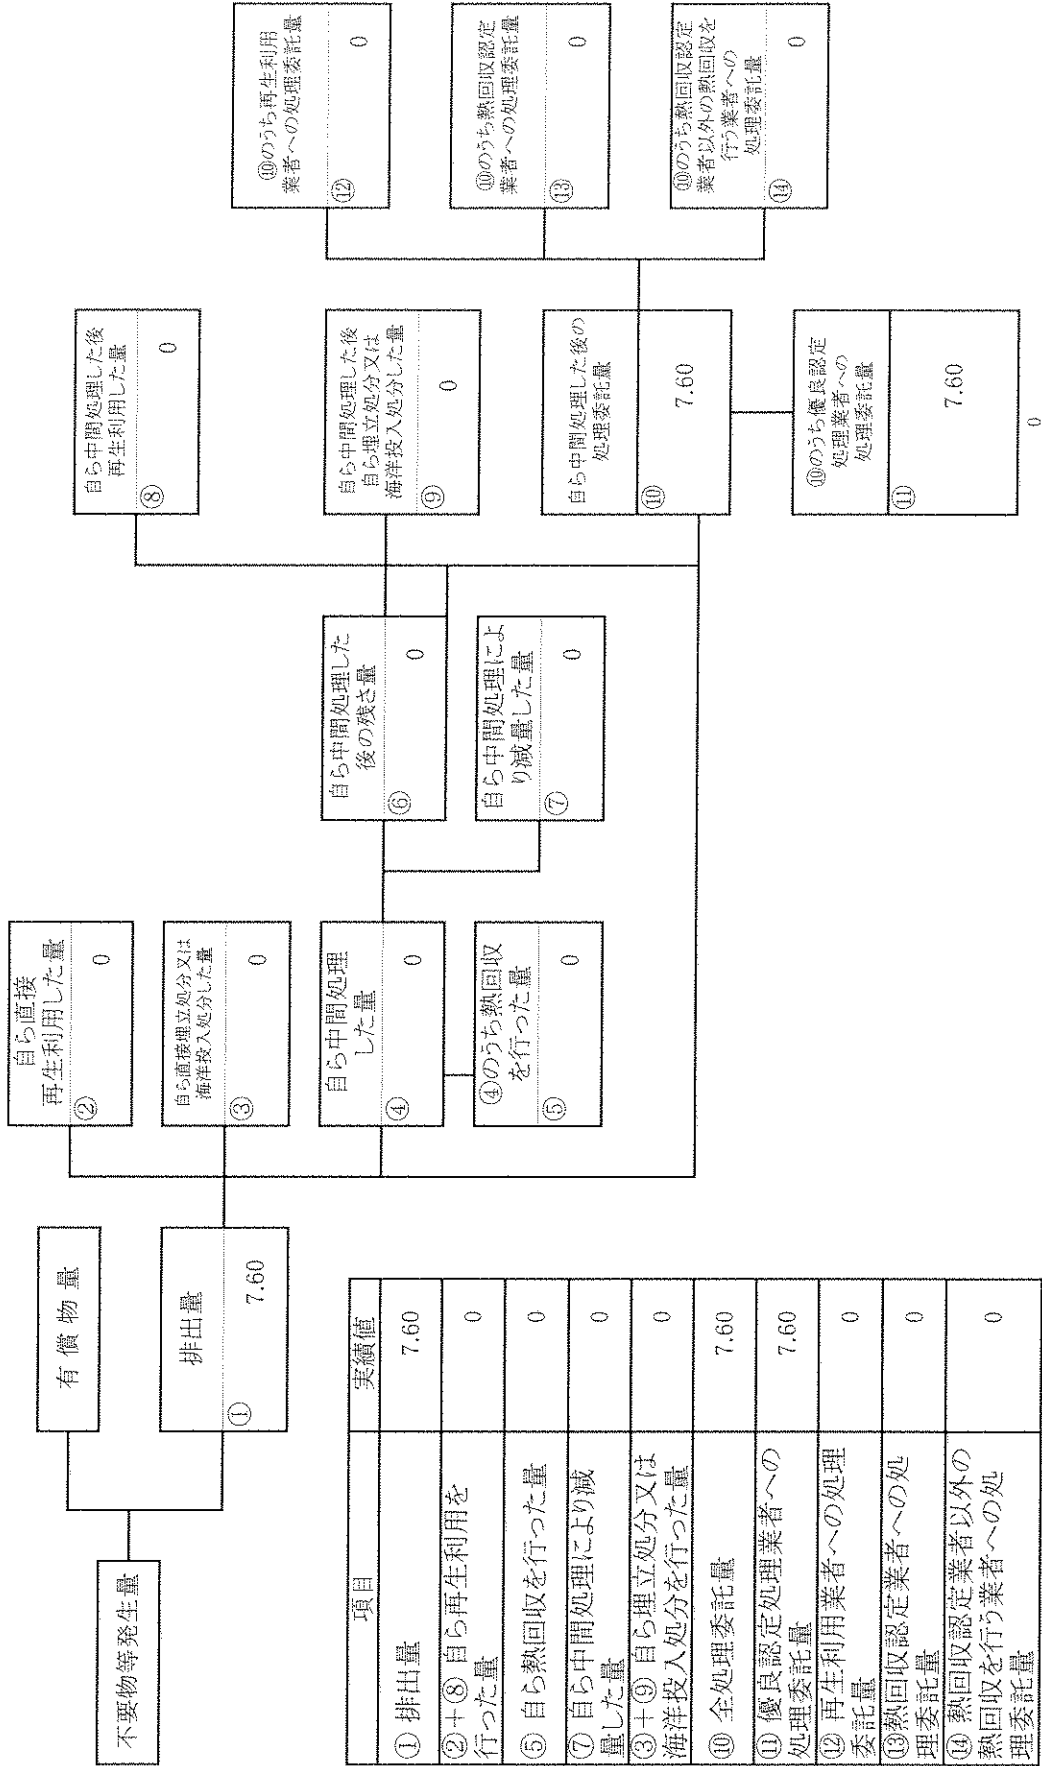 不要物等発生量
有償物量
排出量
①
7.60
自ら直接
再生利用した量
②
0
自ら直接埋立処分又は
海洋投入処分した量
③
0
自ら中間処理
した量
④
0
④のうち熱回収
を行った量
⑤
0
自ら中間処理した
後の残さ量
⑥
0
自ら中間処理によ
り減量した量
⑦
0
自ら中間処理した後
再生利用した量
⑧
0
自ら中間処理した後
自ら埋立処分又は
海洋投入処分した量
⑨
0
自ら中間処理した後の
処理委託量
⑩
7.60
⑩のうち優良認定
処理業者への
処理委託量
⑪
7.60
0
⑩のうち再生利用
業者への処理委託量
⑫
0
⑩のうち熱回収認定
業者への処理委託量
⑬
0
⑩のうち熱回収認定
業者以外の熱回収を
行う業者への
処理委託量
⑭
0
項目 実績値
① 排出量 7.60
②+⑧ 自ら再生利用を
行った量 0
⑤ 自ら熱回収を行った量 0
⑦ 自ら中間処理により減
量した量 0
③+⑨ 自ら埋立処分又は
海洋投入処分を行った量 0
⑩ 全処理委託量 7.60
⑪ 優良認定処理業者への
処理委託量 7.60
⑫ 再生利用業者への処理
委託量 0
⑬熱回収認定業者への処
理委託量 0
⑭ 熱回収認定業者以外の
熱回収を行う業者への処
理委託量 0